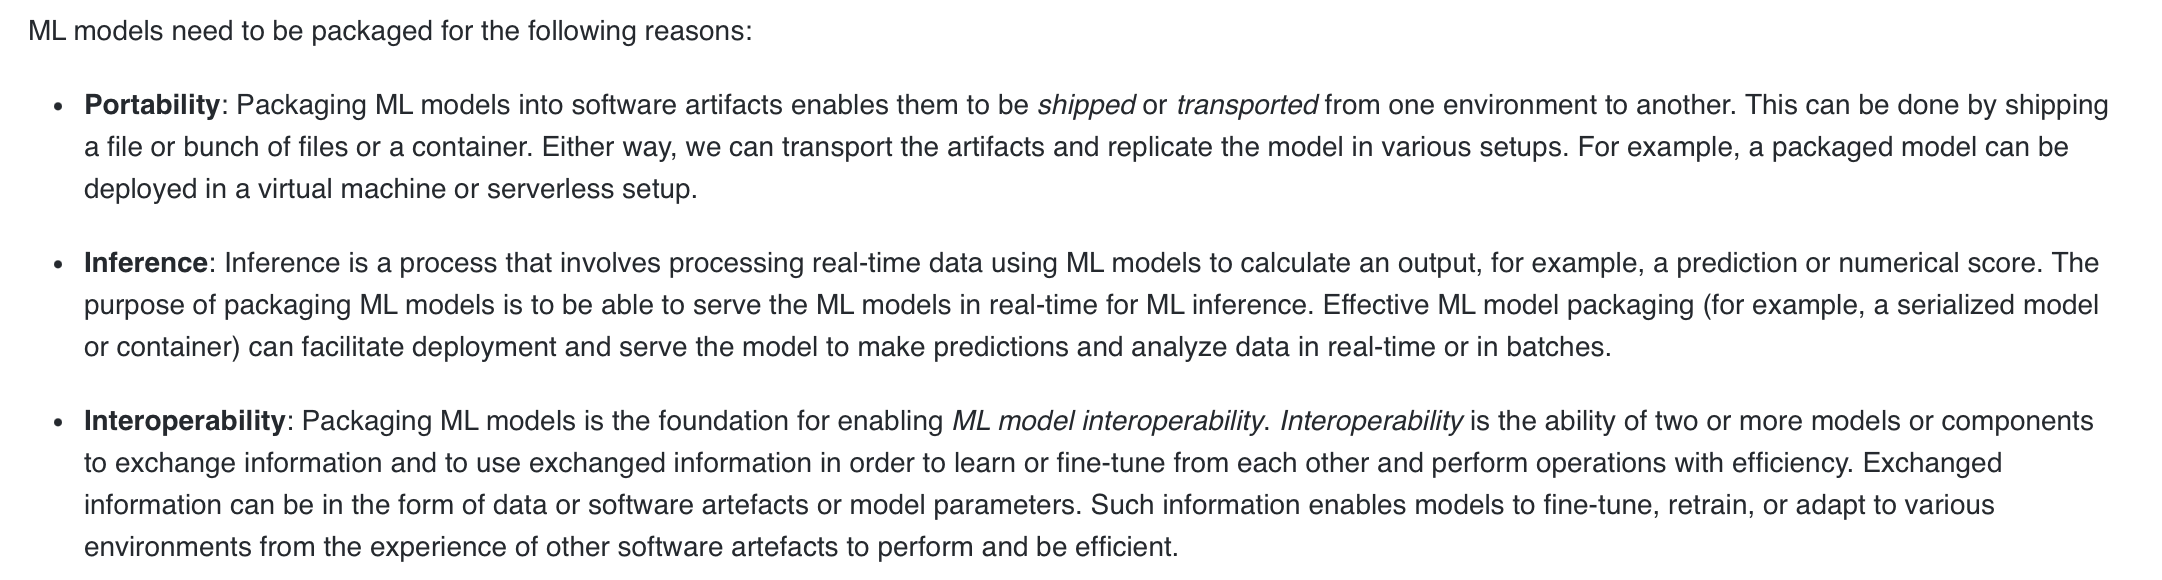 ML models need to be packaged for the following reasons:
• Portability: Packaging ML models into software artifacts enables them to be shipped or transported from one environment to another. This can be done by shipping
a file or bunch of files or a container. Either way, we can transport the artifacts and replicate the model in various setups. For example, a packaged model can be
deployed in a virtual machine or serverless setup.
• Inference: Inference is a process that involves processing real-time data using ML models to calculate an output, for example, a prediction or numerical score. The
purpose of packaging ML models is to be able to serve the ML models in real-time for ML inference. Effective ML model packaging (for example, a serialized model
or container) can facilitate deployment and serve the model to make predictions and analyze data in real-time or in batches.
• Interoperability: Packaging ML models is the foundation for enabling ML model interoperability. Interoperability is the ability of two or more models or components
to exchange information and to use exchanged information in order to learn or fine-tune from each other and perform operations with efficiency. Exchanged
information can be in the form of data or software artefacts or model parameters. Such information enables models to fine-tune, retrain, or adapt to various
environments from the experience of other software artefacts to perform and be efficient.